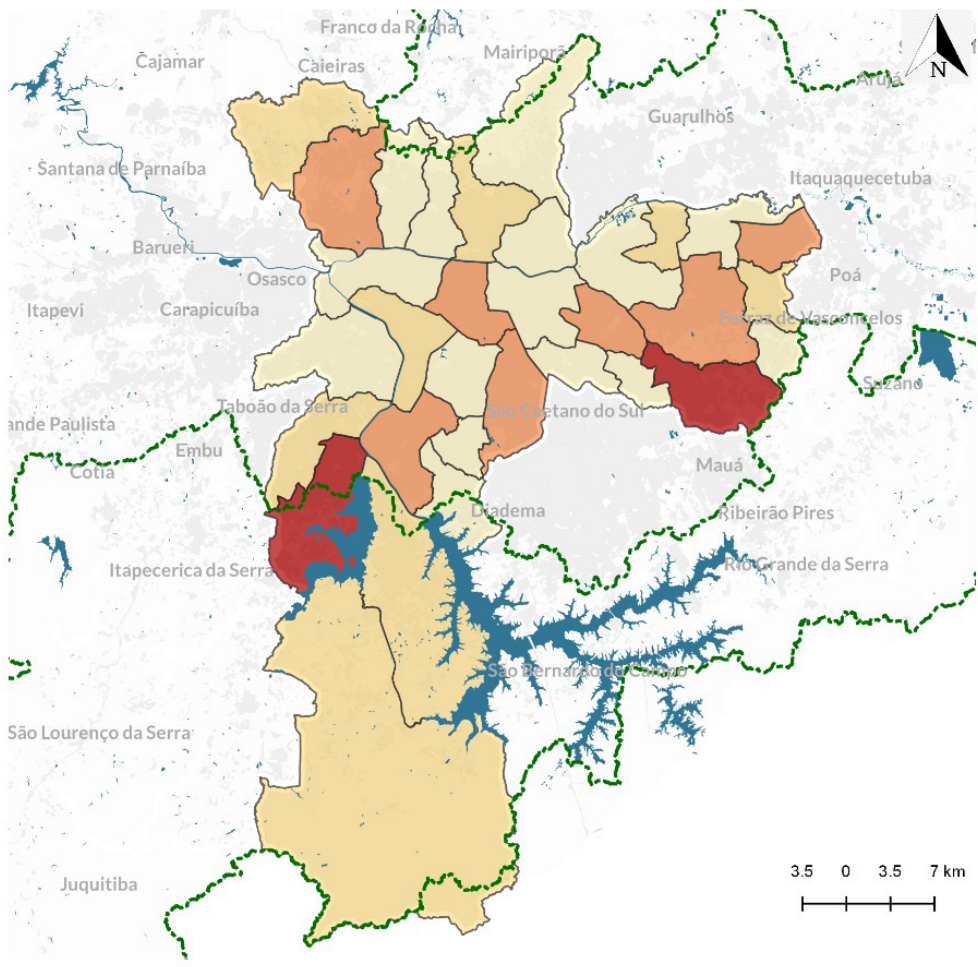 Franco da Rocha
Mairiporã
Cajamar
Caieiras
N
Arujá
Guarulhos
Santana de Parnaíba
Itaquaquecetuba
Barueri
Osasco
Poá
Itapevi
Carapicuíba
Ferraz de Vasconcelos
Suzano
Taboão da Serra
São Caetano do Sul
ande Paulista
Embu
Cotia
Mauá
Diadema
Ribeirão Pires
Itapecerica da Serra
Rio Grande da Serra
São Bernardo do Campo
São Lourenço da Serra
Juquitiba
3.5 0 3.5 7 km